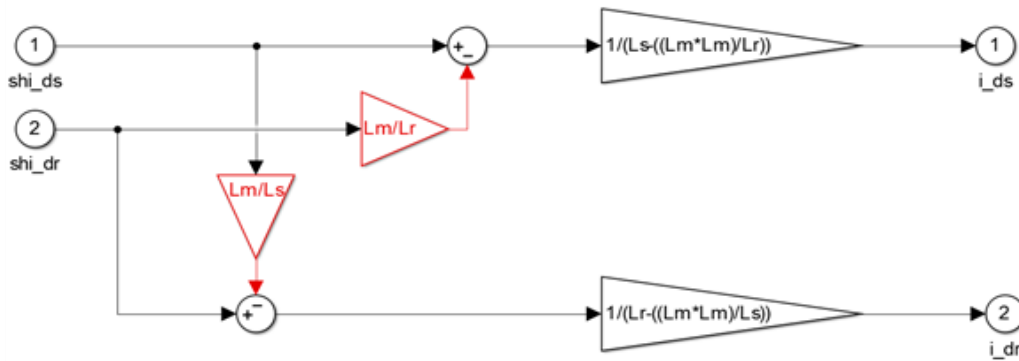 1
shi_ds
+
−
1/(Ls-((Lm*Lm)/Lr))
1
i_ds
2
shi_dr
Lm/Lr
Lm/Ls
+
−
1/(Lr-((Lm*Lm)/Ls))
2
i_dr